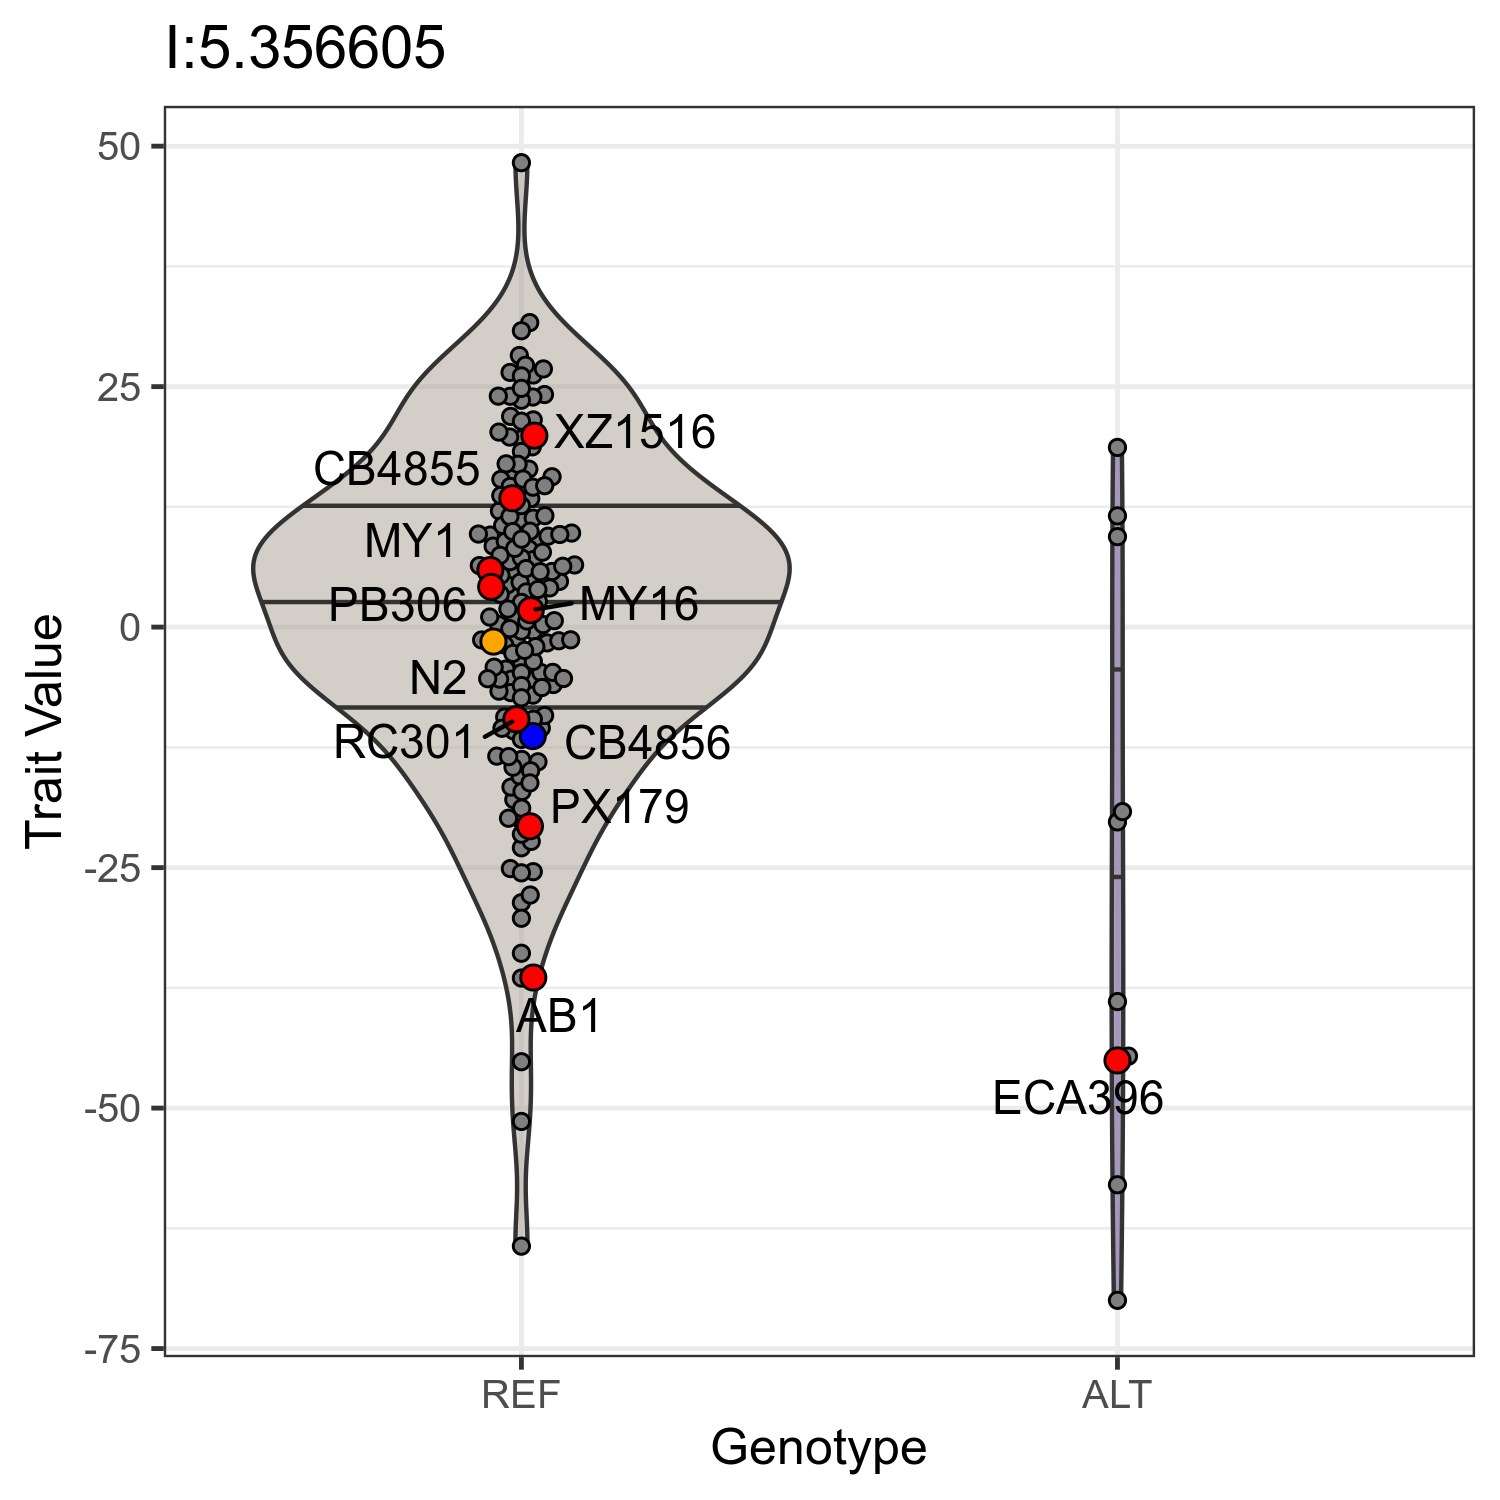 I:5.356605
50
25
0
-25
-50
-75
Trait Value
XZ1516
CB4855
MY1
PB306
MY16
N2
RC301
CB4856
PX179
AB1
ECA396
REF
ALT
Genotype